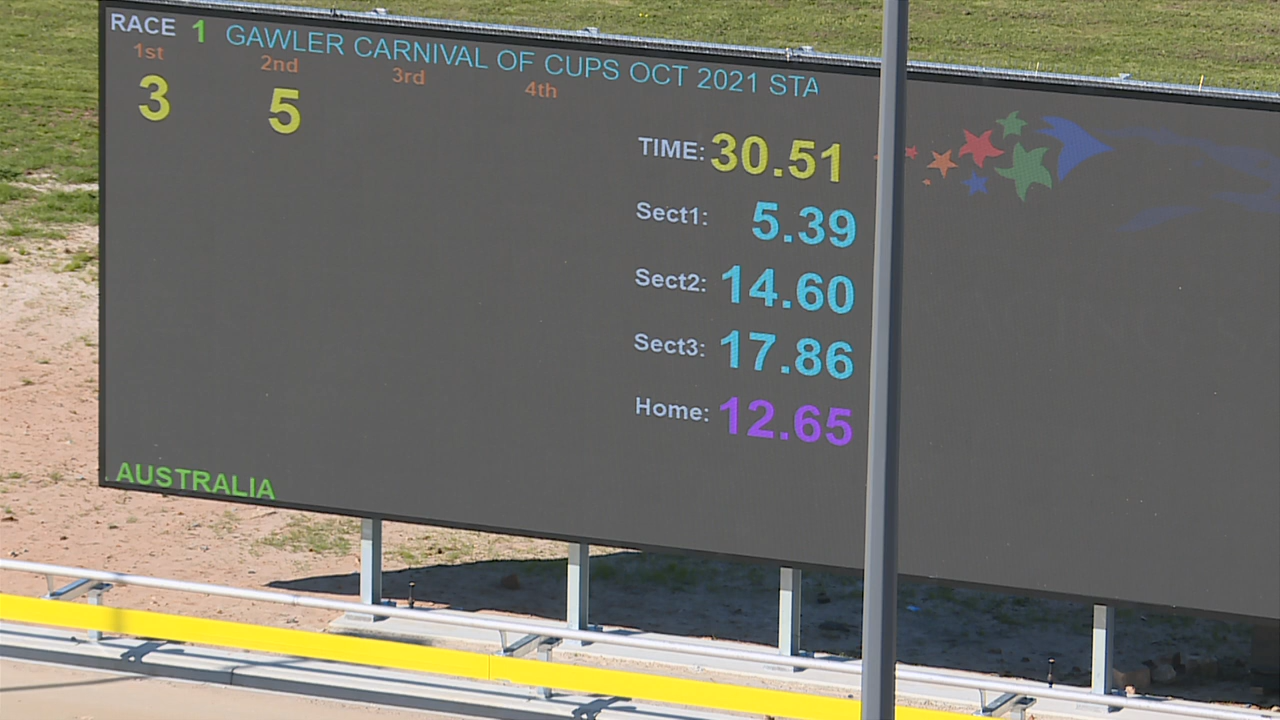 RACE 1 GAWLER CARNIVAL OF CUPS OCT 2021 STA
1st 2nd 3rd 4th
3 5
TIME: 30.51
Sect1: 5.39
Sect2: 14.60
Sect3: 17.86
Home: 12.65
AUSTRALIA